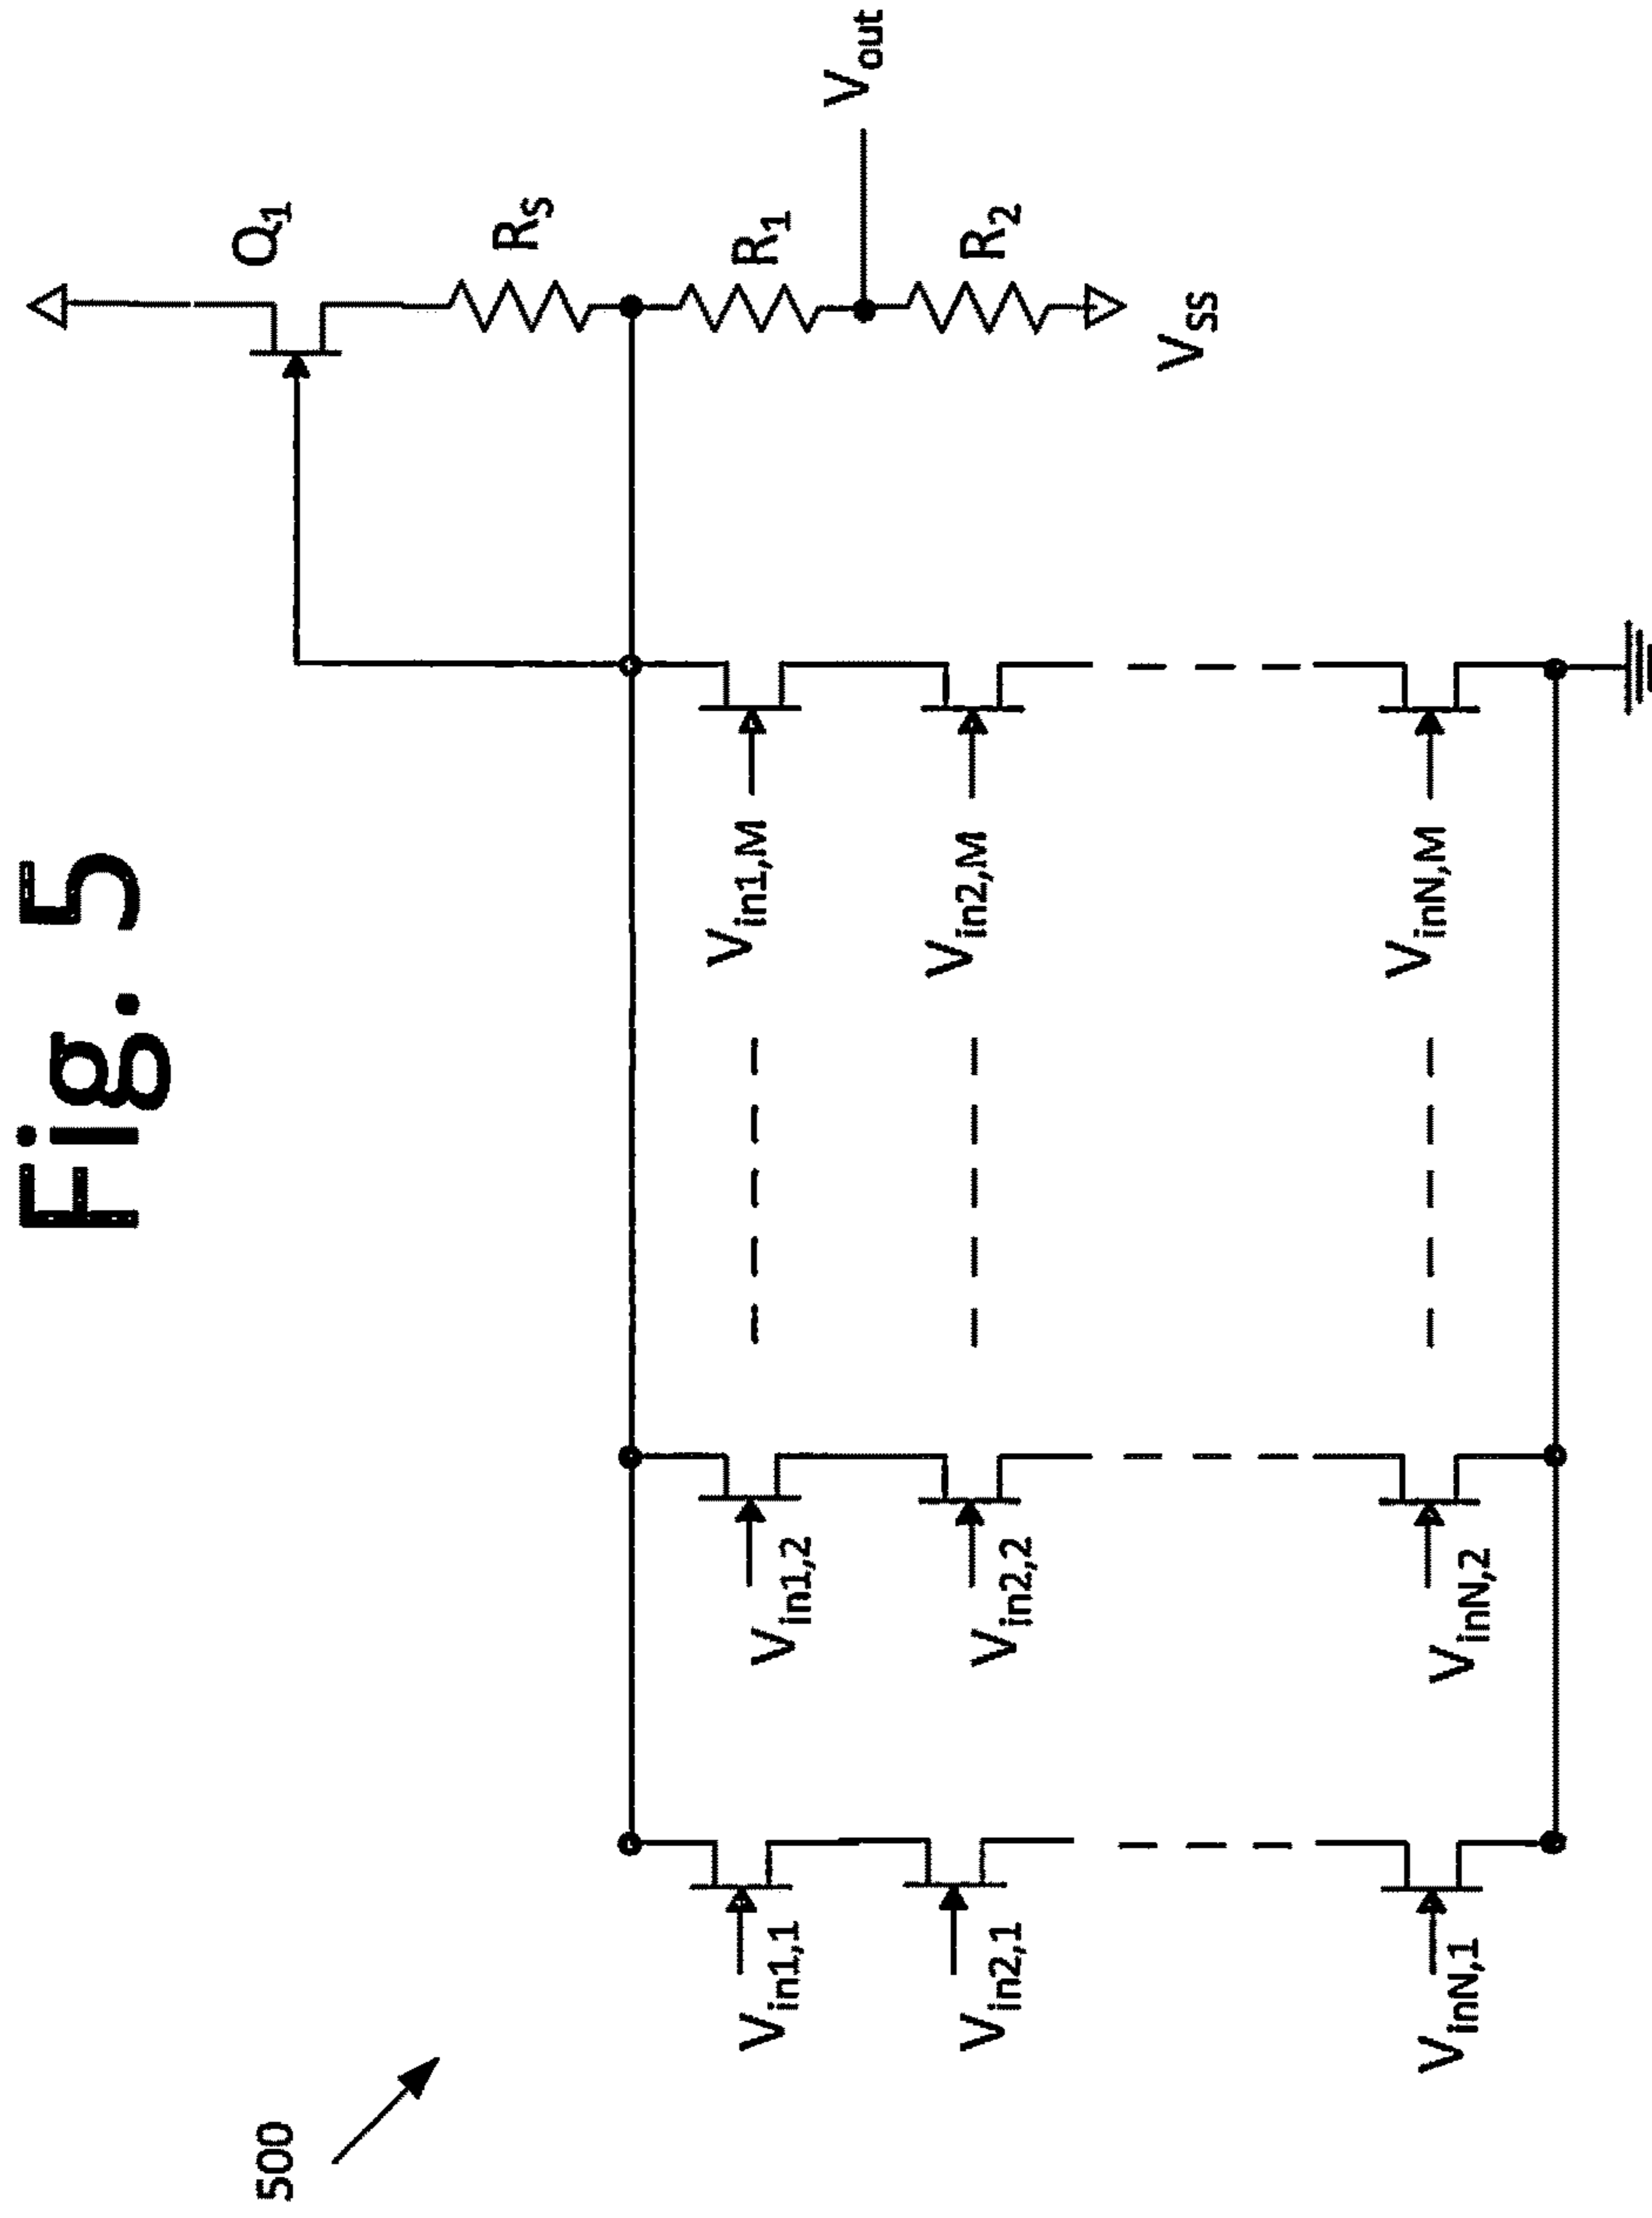 Fig. 5
500
Q1
RS
R1
Vout
R2
VSS
Vin1,1
Vin1,2
Vin1,M
Vin2,1
Vin2,2
Vin2,M
VinN,1
VinN,2
VinN,M